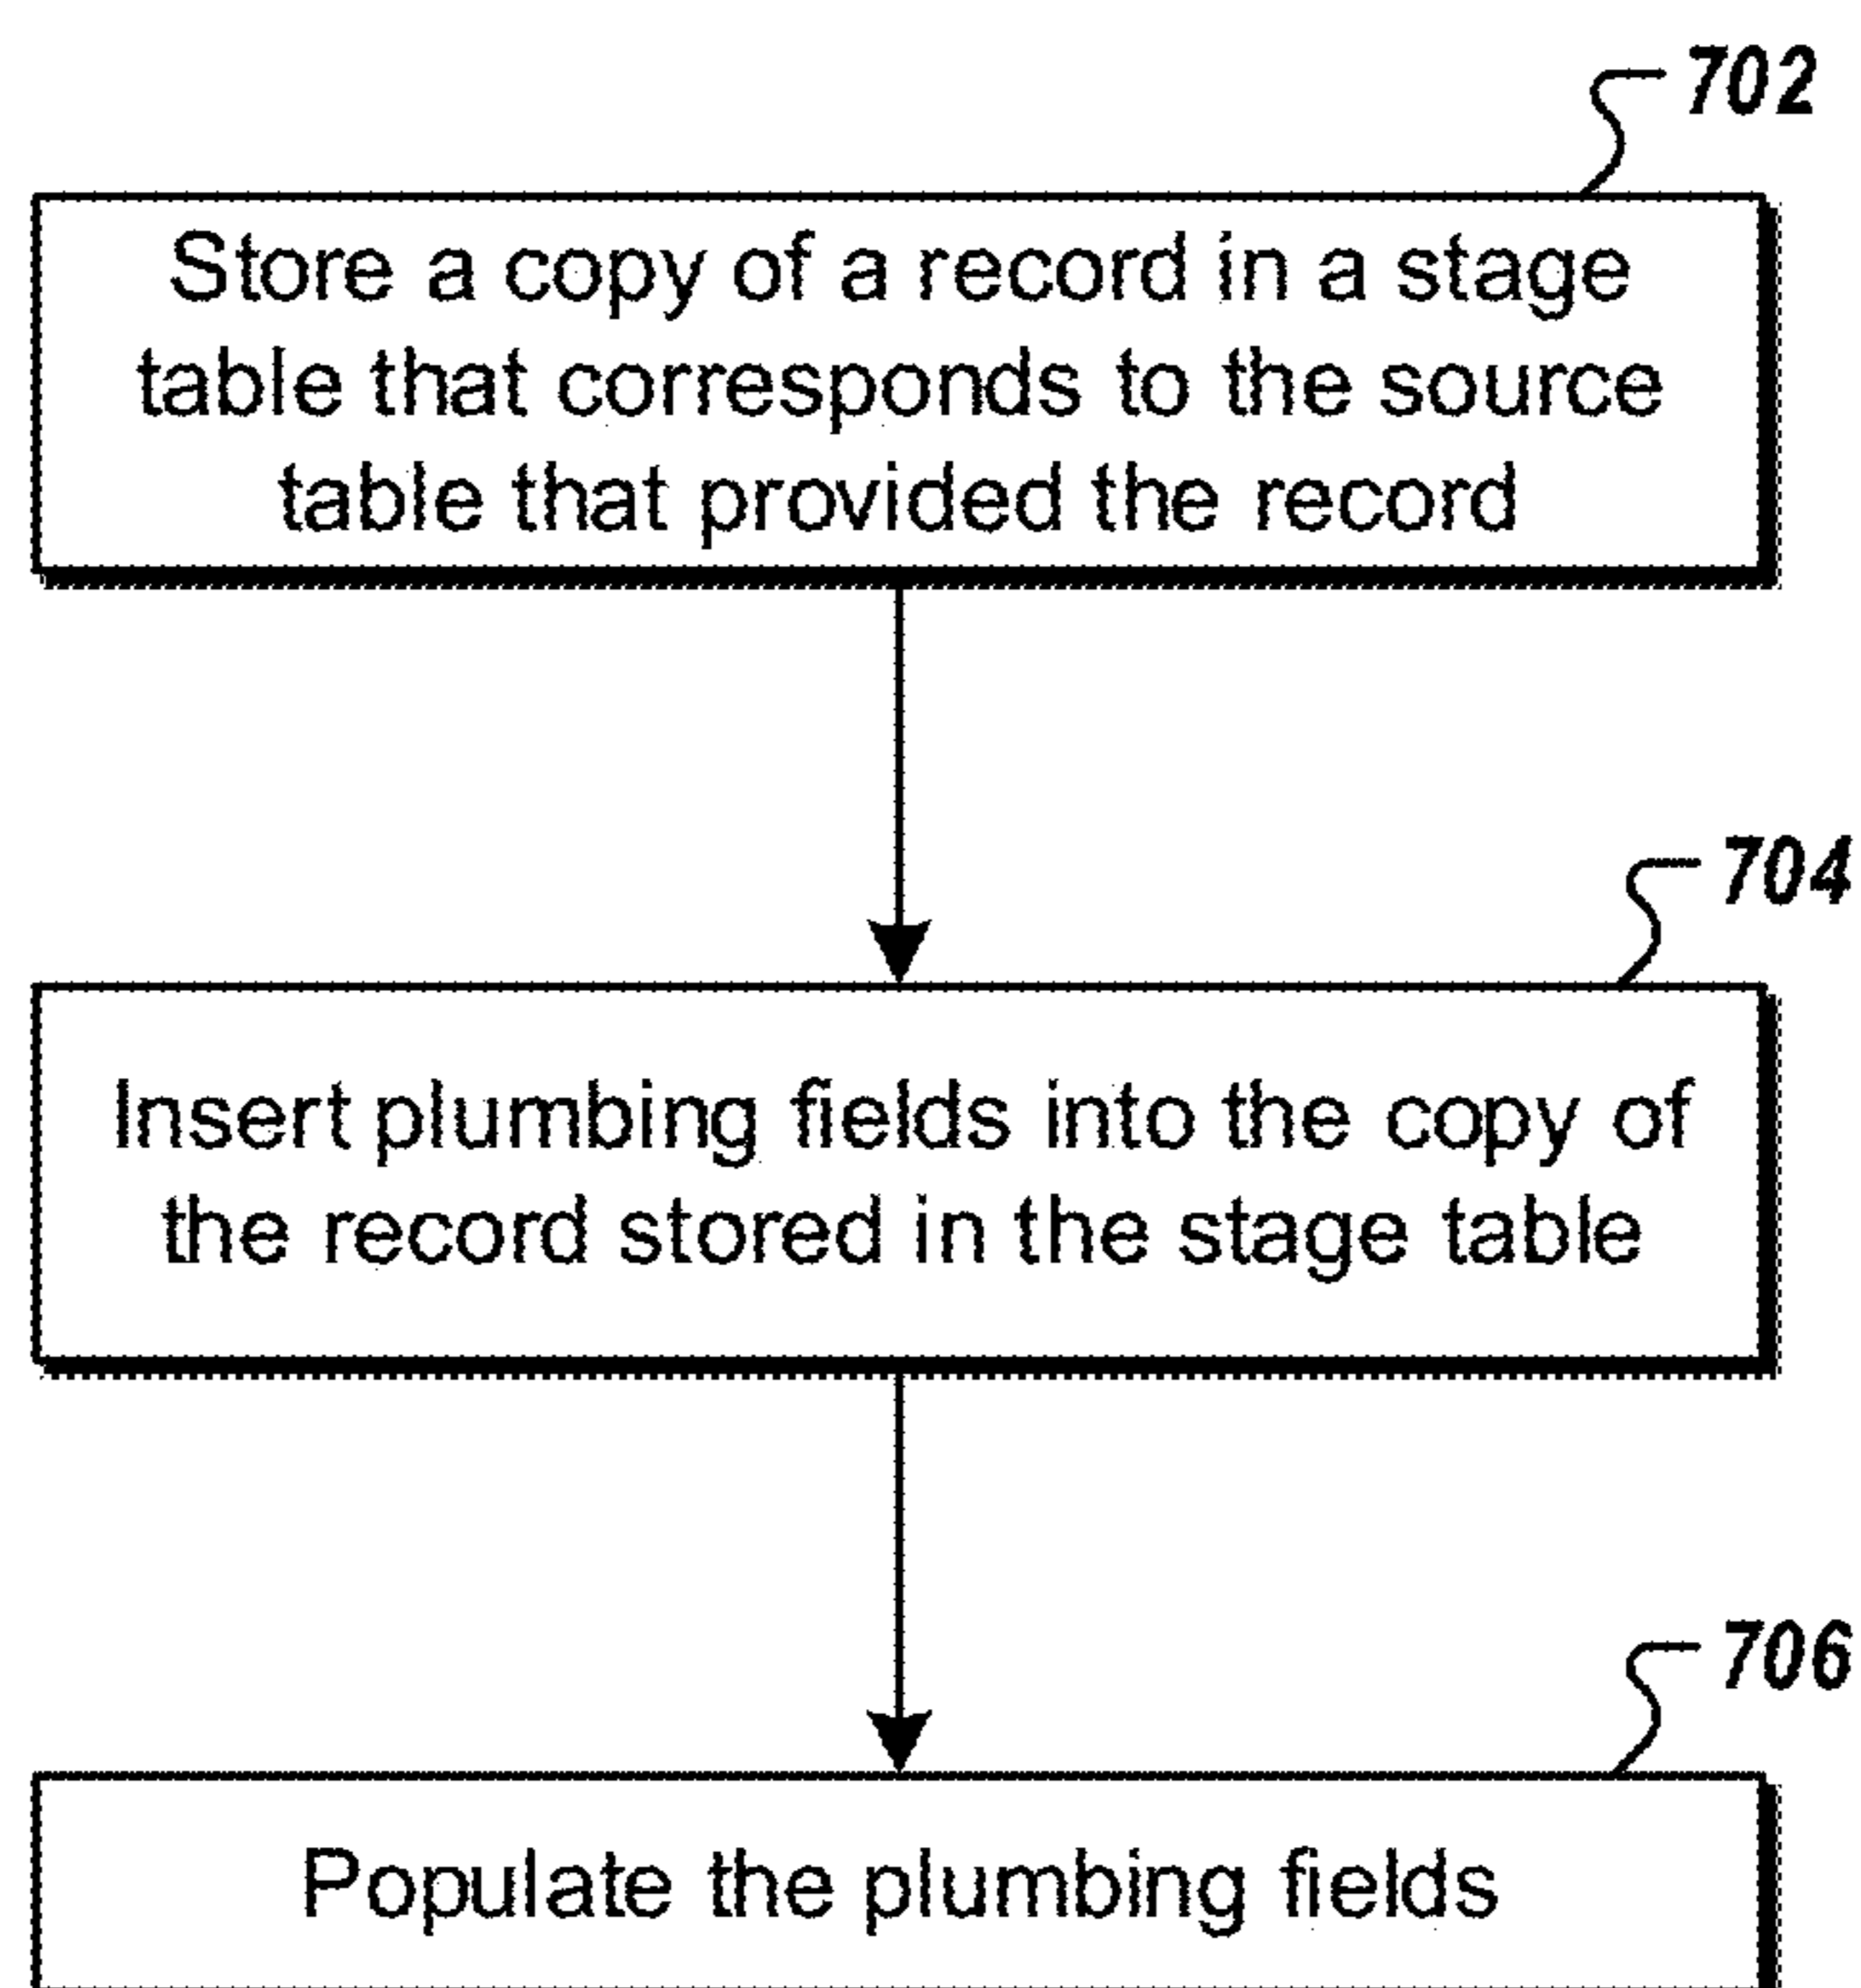 702
Store a copy of a record in a stage
table that corresponds to the source
table that provided the record
704
Insert plumbing fields into the copy of
the record stored in the stage table
706
Populate the plumbing fields